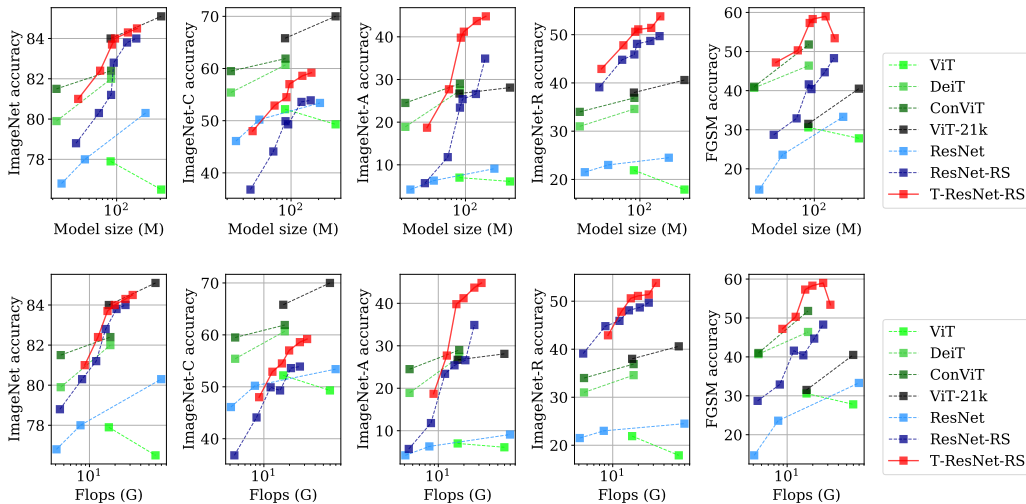 ImageNet accuracy
84
82
80
78
10²
Model size (M)
ImageNet-C accuracy
70
60
50
40
10²
Model size (M)
ImageNet-A accuracy
40
30
20
10
10²
Model size (M)
ImageNet-R accuracy
50
40
30
20
10²
Model size (M)
FGSM accuracy
60
50
40
30
20
10²
Model size (M)
ViT
DeiT
ConViT
ViT-21k
ResNet
ResNet-RS
T-ResNet-RS
ImageNet accuracy
84
82
80
78
10¹
Flops (G)
ImageNet-C accuracy
70
60
50
40
10¹
Flops (G)
ImageNet-A accuracy
40
30
20
10
10¹
Flops (G)
ImageNet-R accuracy
50
40
30
20
10¹
Flops (G)
FGSM accuracy
60
50
40
30
20
10¹
Flops (G)
ViT
DeiT
ConViT
ViT-21k
ResNet
ResNet-RS
T-ResNet-RS